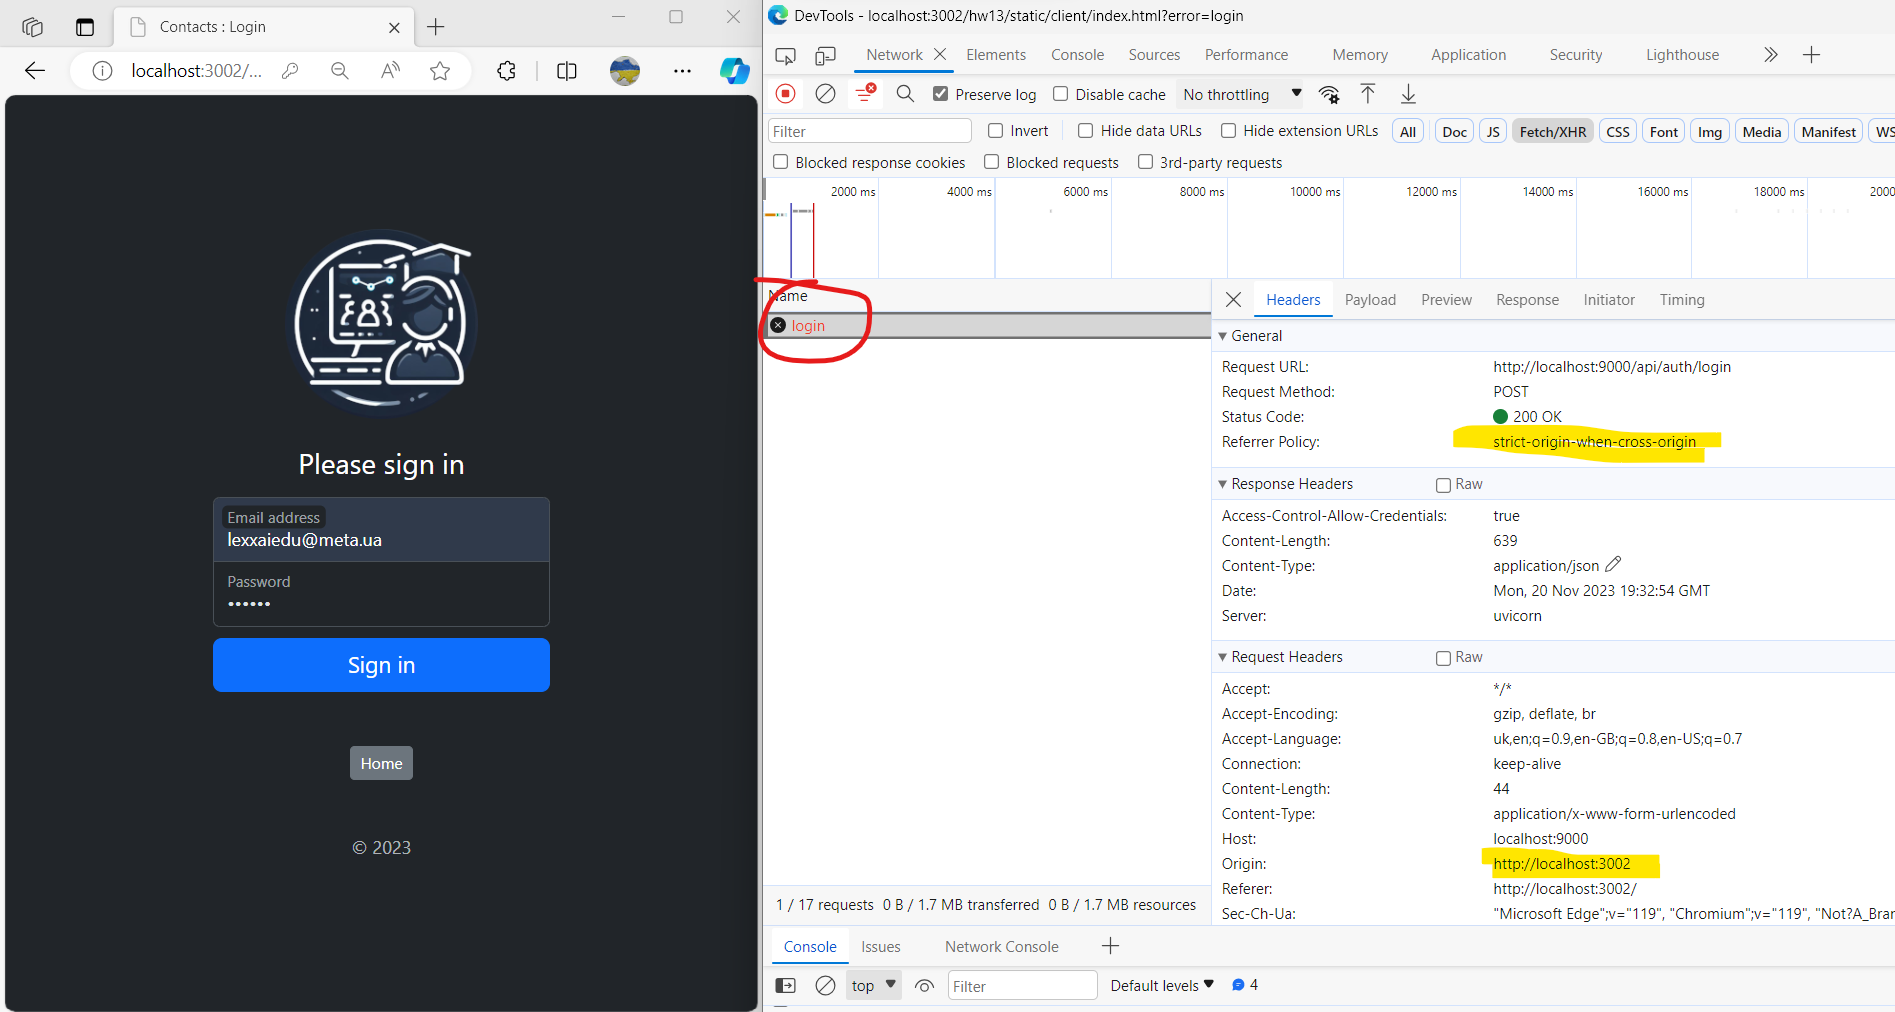 Contacts : Login
localhost:3002/...
Please sign in
Email address
lexxaiedu@meta.ua
Password
••••••
Sign in
Home
© 2023
DevTools - localhost:3002/hw13/static/client/index.html?error=login
Network Elements Console Sources Performance Memory Application Security Lighthouse
Preserve log Disable cache No throttling
Filter Invert Hide data URLs Hide extension URLs All Doc JS Fetch/XHR CSS Font Img Media Manifest WS
Blocked response cookies Blocked requests 3rd-party requests
2000 ms 4000 ms 6000 ms 8000 ms 10000 ms 12000 ms 14000 ms 16000 ms 18000 ms 2000
Name
login
1 / 17 requests 0 B / 1.7 MB transferred 0 B / 1.7 MB resources
Headers Payload Preview Response Initiator Timing
General
Request URL: http://localhost:9000/api/auth/login
Request Method: POST
Status Code: 200 OK
Referrer Policy: strict-origin-when-cross-origin
Response Headers Raw
Access-Control-Allow-Credentials: true
Content-Length: 639
Content-Type: application/json
Date: Mon, 20 Nov 2023 19:32:54 GMT
Server: uvicorn
Request Headers Raw
Accept: */*
Accept-Encoding: gzip, deflate, br
Accept-Language: uk,en;q=0.9,en-GB;q=0.8,en-US;q=0.7
Connection: keep-alive
Content-Length: 44
Content-Type: application/x-www-form-urlencoded
Host: localhost:9000
Origin: http://localhost:3002
Referer: http://localhost:3002/
Sec-Ch-Ua: "Microsoft Edge";v="119", "Chromium";v="119", "Not?A_Bran
Console Issues Network Console
top Filter Default levels 4